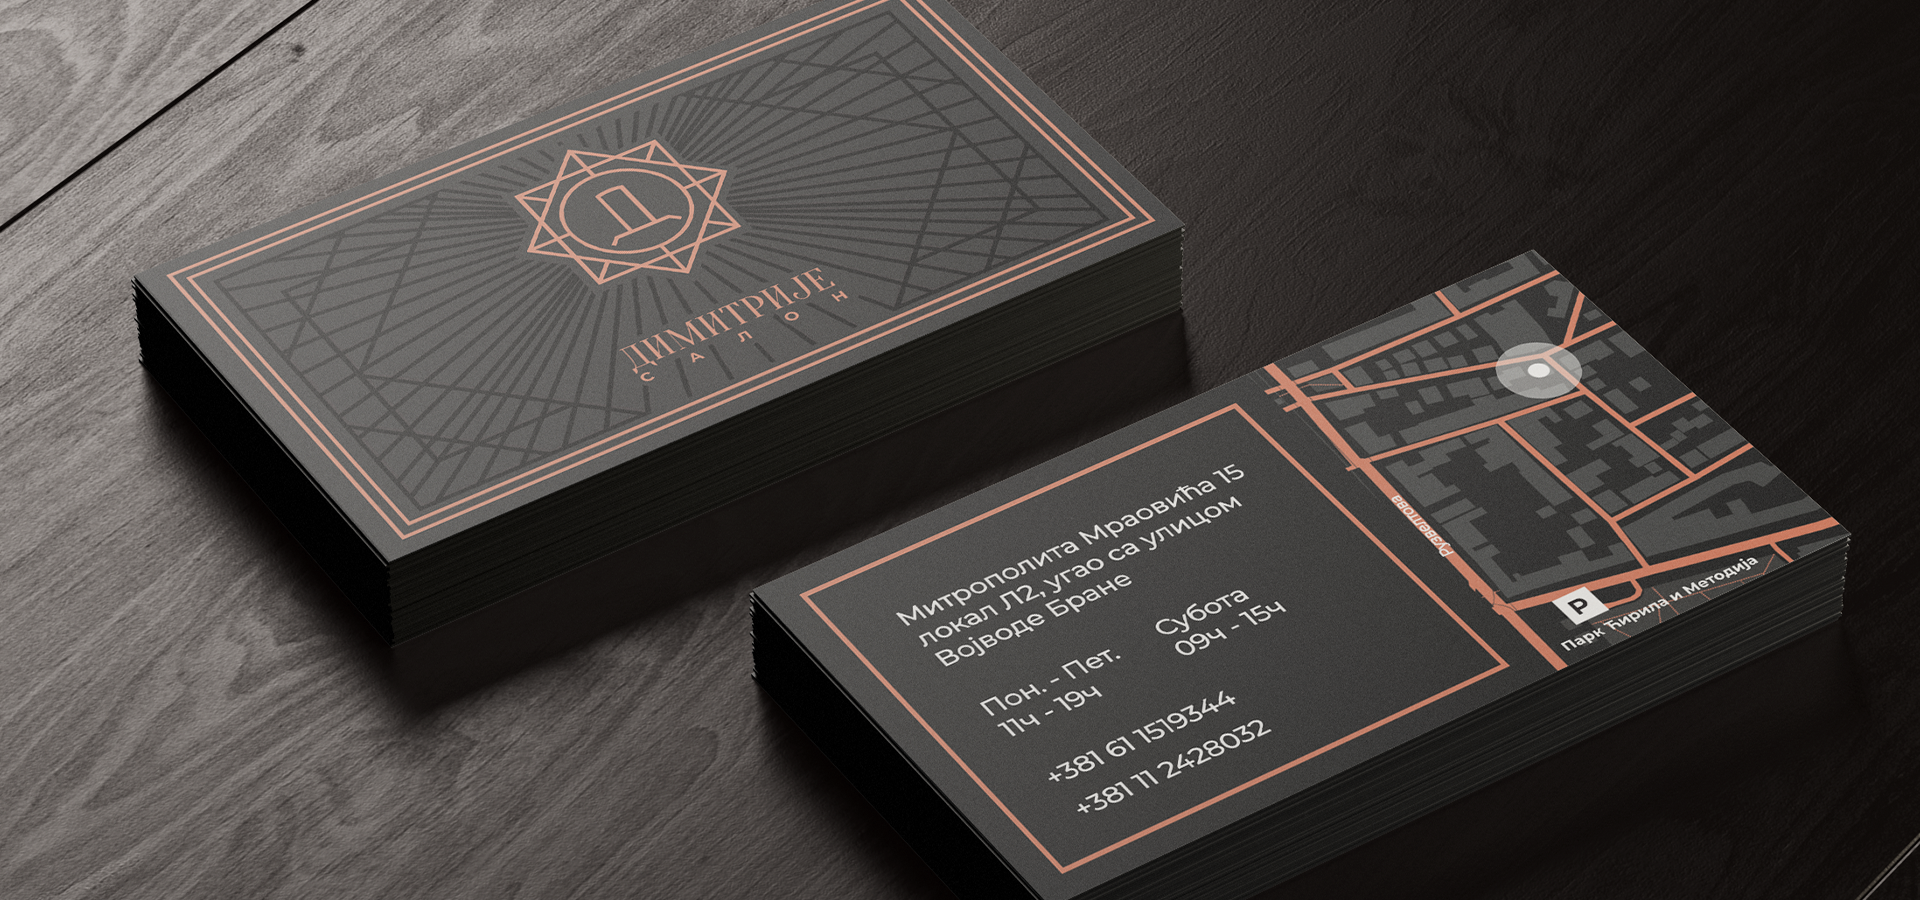 Д
ДИМИТРИЈЕ
САЛОН
Митрополита Мраовића 15
локал Л2, угао са улицом
Војводе Бране
Пон. - Пет.
11ч - 19ч
Субота
09ч - 15ч
+381 61 1519344
+381 11 2428032
Рузвелтова
P
Парк Ћирила и Методија